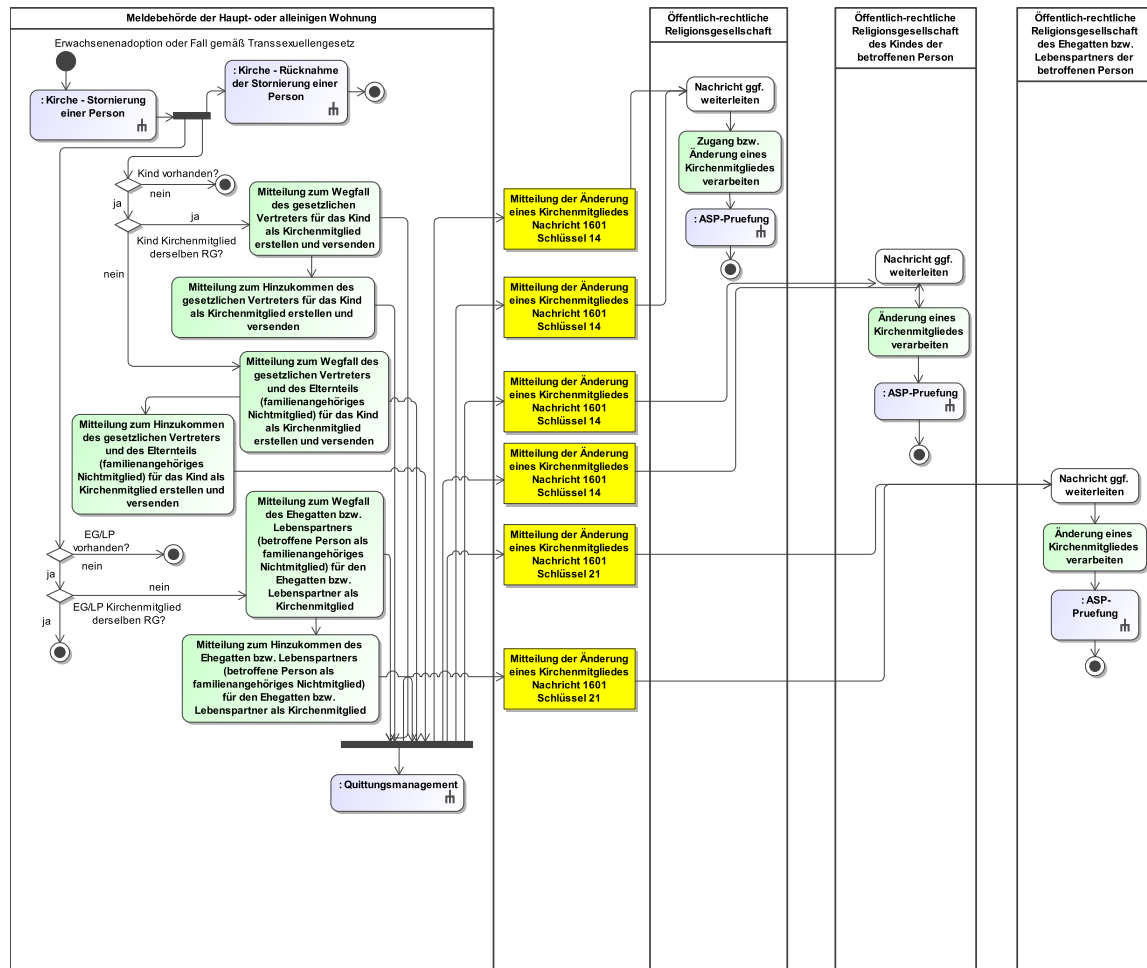 Meldebehörde der Haupt- oder alleinigen Wohnung
Öffentlich-rechtliche
Religionsgesellschaft
Öffentlich-rechtliche
Religionsgesellschaft
des Kindes der
betroffenen Person
Öffentlich-rechtliche
Religionsgesellschaft
des Ehegatten bzw.
Lebenspartners der
betroffenen Person
Erwachsenenadoption oder Fall gemäß Transsexuellengesetz
: Kirche - Stornierung
einer Person
: Kirche - Rücknahme
der Stornierung einer
Person
Kind vorhanden?
nein
ja
ja
Kind Kirchenmitglied
derselben RG?
nein
Mitteilung zum Wegfall
des gesetzlichen
Vertreters für das Kind
als Kirchenmitglied
erstellen und versenden
Mitteilung zum Hinzukommen des
gesetzlichen Vertreters für das Kind
als Kirchenmitglied erstellen und
versenden
Mitteilung zum Wegfall des
gesetzlichen Vertreters
und des Elternteils
(familienangehöriges
Nichtmitglied) für das Kind
als Kirchenmitglied
erstellen und versenden
Mitteilung zum Hinzukommen
des gesetzlichen Vertreters
und des Elternteils
(familienangehöriges
Nichtmitglied) für das Kind als
Kirchenmitglied erstellen und
versenden
Mitteilung zum Wegfall
des Ehegatten bzw.
Lebenspartners
(betroffene Person als
familienangehöriges
Nichtmitglied) für den
Ehegatten bzw.
Lebenspartner als
Kirchenmitglied
EG/LP
vorhanden?
nein
ja
nein
EG/LP Kirchenmitglied
derselben RG?
ja
Mitteilung zum Hinzukommen des
Ehegatten bzw. Lebenspartners
(betroffene Person als
familienangehöriges Nichtmitglied)
für den Ehegatten bzw.
Lebenspartner als Kirchenmitglied
: Quittungsmanagement
Mitteilung der Änderung
eines Kirchenmitgliedes
Nachricht 1601
Schlüssel 14
Mitteilung der Änderung
eines Kirchenmitgliedes
Nachricht 1601
Schlüssel 14
Mitteilung der Änderung
eines Kirchenmitgliedes
Nachricht 1601
Schlüssel 14
Mitteilung der Änderung
eines Kirchenmitgliedes
Nachricht 1601
Schlüssel 14
Mitteilung der Änderung
eines Kirchenmitgliedes
Nachricht 1601
Schlüssel 21
Mitteilung der Änderung
eines Kirchenmitgliedes
Nachricht 1601
Schlüssel 21
Nachricht ggf.
weiterleiten
Zugang bzw.
Änderung eines
Kirchenmitgliedes
verarbeiten
: ASP-Pruefung
Nachricht ggf.
weiterleiten
Änderung eines
Kirchenmitgliedes
verarbeiten
: ASP-Pruefung
Nachricht ggf.
weiterleiten
Änderung eines
Kirchenmitgliedes
verarbeiten
: ASP-
Pruefung